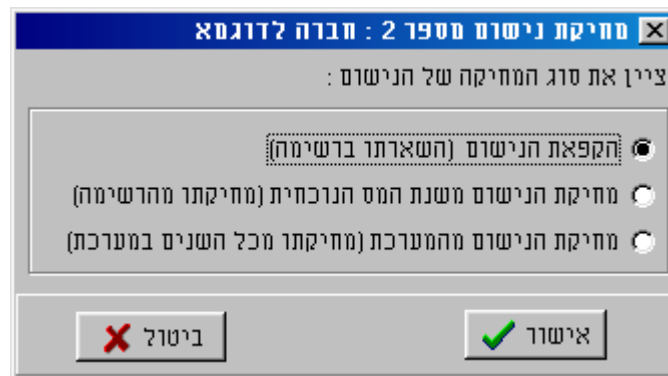 מחיקת נישום מספר 2 : חברה לדוגמא
ציין את סוג המחיקה של הנישום :
הקפאת הנישום (השארתו ברשימה)
מחיקת הנישום משנת המס הנוכחית (מחיקתו מהרשימה)
מחיקת הנישום מהמערכת (מחיקתו מכל השנים במערכת)
אישור
ביטול